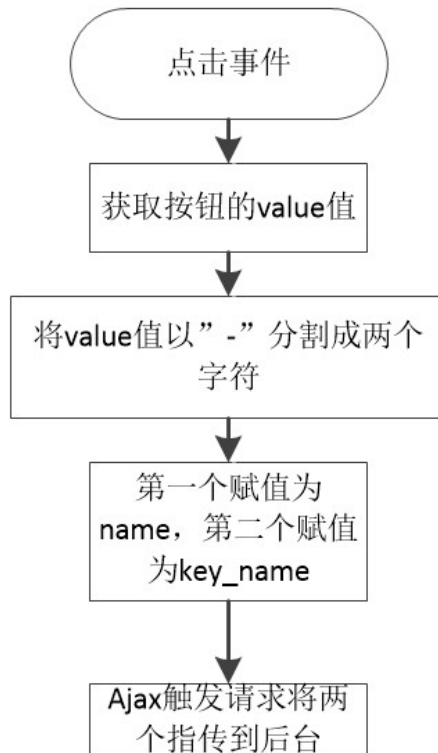 点击事件
获取按钮的value值
将value值以”-”分割成两个
字符
第一个赋值为
name，第二个赋值
为key_name
Ajax触发请求将两
个指传到后台